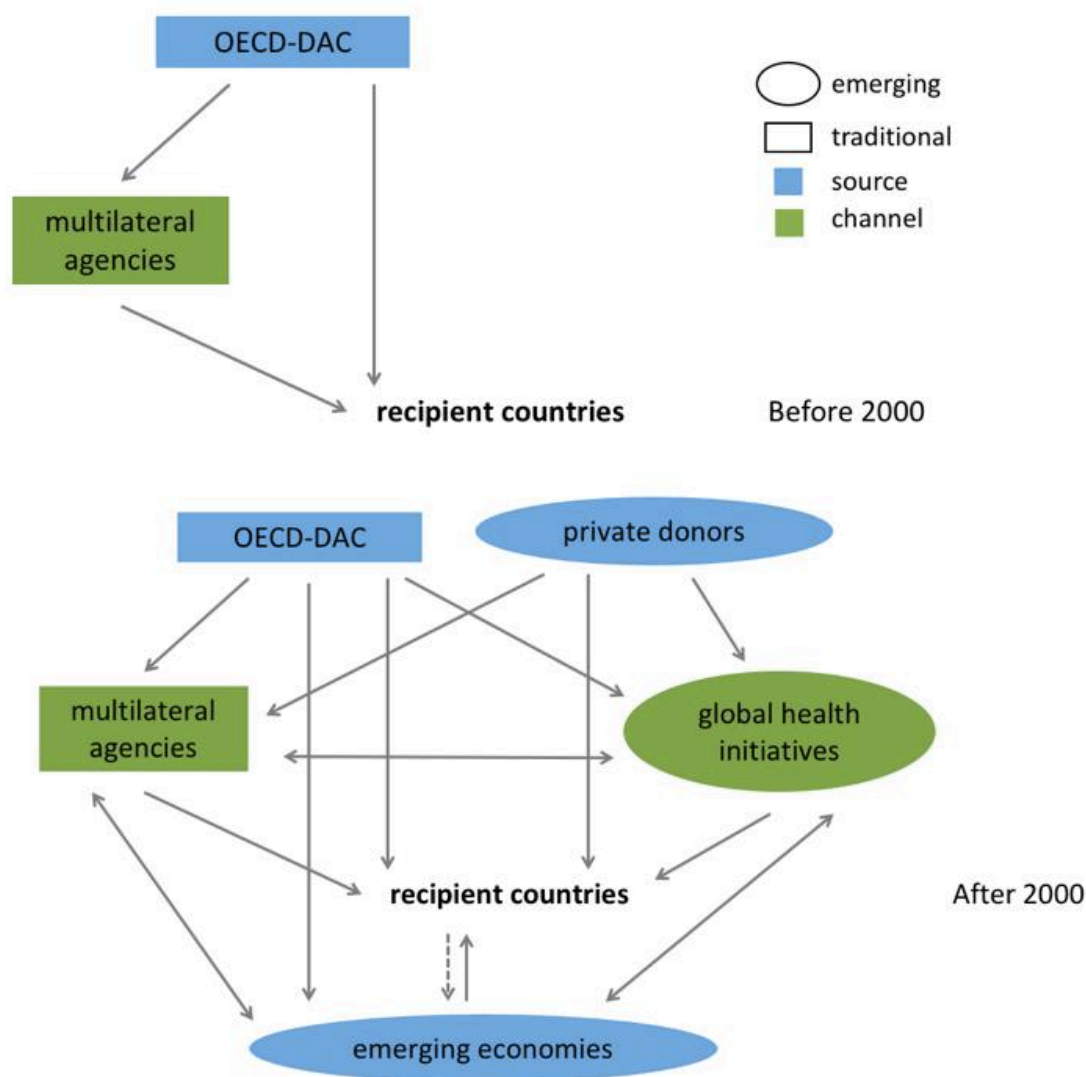 OECD-DAC
emerging
traditional
source
channel
multilateral
agencies
recipient countries
Before 2000
OECD-DAC
private donors
multilateral
agencies
global health
initiatives
recipient countries
After 2000
emerging economies